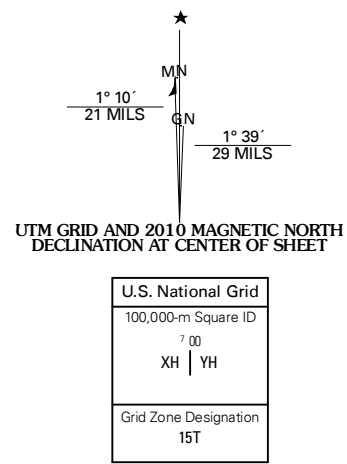 ★
MN
1° 10´
21 MILS
GN
1° 39´
29 MILS
UTM GRID AND 2010 MAGNETIC NORTH
DECLINATION AT CENTER OF SHEET
U.S. National Grid
100,000-m Square ID
7 00
XH | YH
Grid Zone Designation
15T